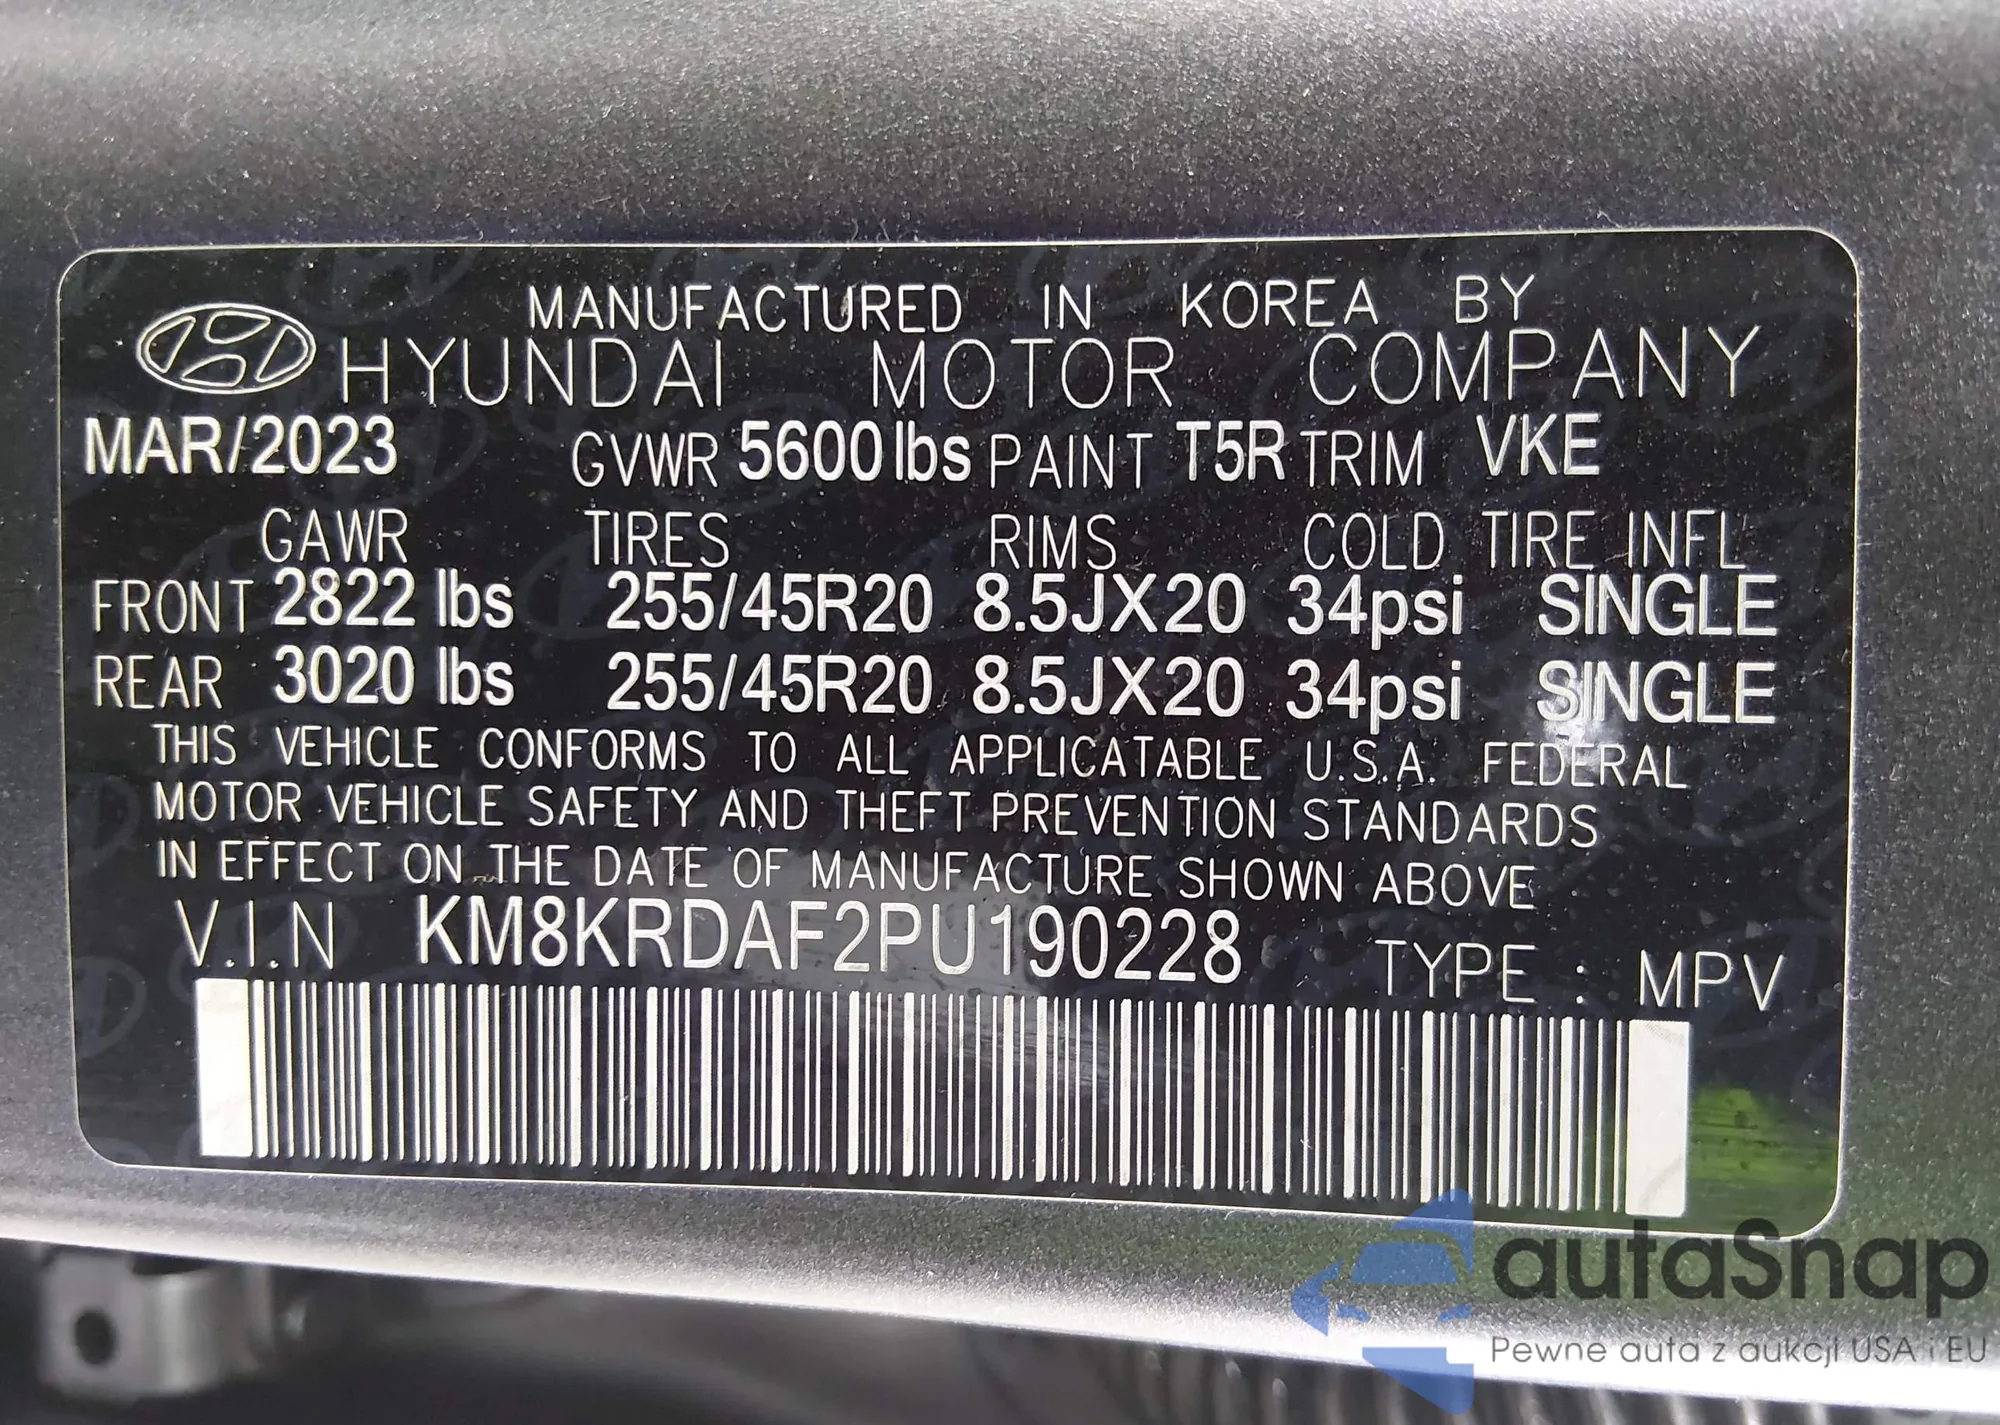 MANUFACTURED IN KOREA BY
HYUNDAI MOTOR COMPANY
MAR/2023 GVWR 5600lbs PAINT T5R TRIM VKE
GAWR TIRES RIMS COLD TIRE INFL
FRONT 2822 lbs 255/45R20 8.5JX20 34psi SINGLE
REAR 3020 lbs 255/45R20 8.5JX20 34psi SINGLE
THIS VEHICLE CONFORMS TO ALL APPLICATABLE U.S.A. FEDERAL
MOTOR VEHICLE SAFETY AND THEFT PREVENTION STANDARDS
IN EFFECT ON THE DATE OF MANUFACTURE SHOWN ABOVE
V.I.N KM8KRDAF2PU190228 TYPE : MPV
autaSnap
Pewne auta z aukcji USA i EU